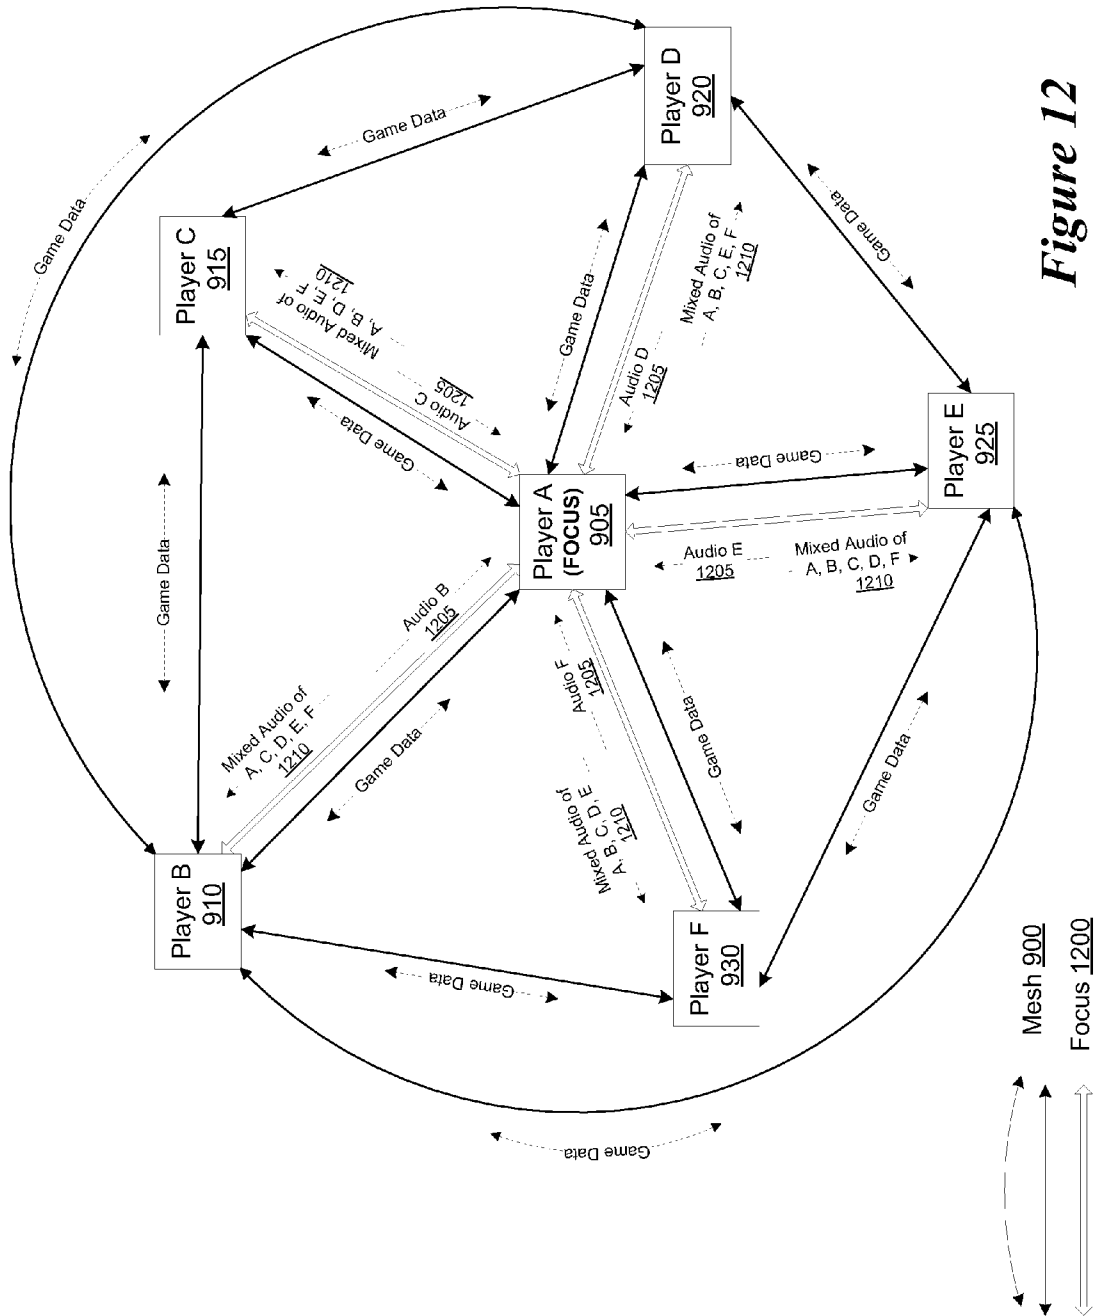 Game Data
Player C
915
Game Data
Player D
920
Game Data
Mixed Audio of
A, B, D, E, F
1210
Audio C
1205
Game Data
Game Data
Audio D
1205
Mixed Audio of
A, B, C, E, F
1210
Game Data
Player B
910
Mixed Audio of
A, C, D, E, F
1210
Audio B
1205
Game Data
Player A
(FOCUS)
905
Game Data
Player E
925
Audio E
1205
Mixed Audio of
A, B, C, D, F
1210
Audio F
1205
Mixed Audio of
A, B, C, D, E
1210
Game Data
Game Data
Player F
930
Game Data
Game Data
Mesh 900
Focus 1200
Figure 12